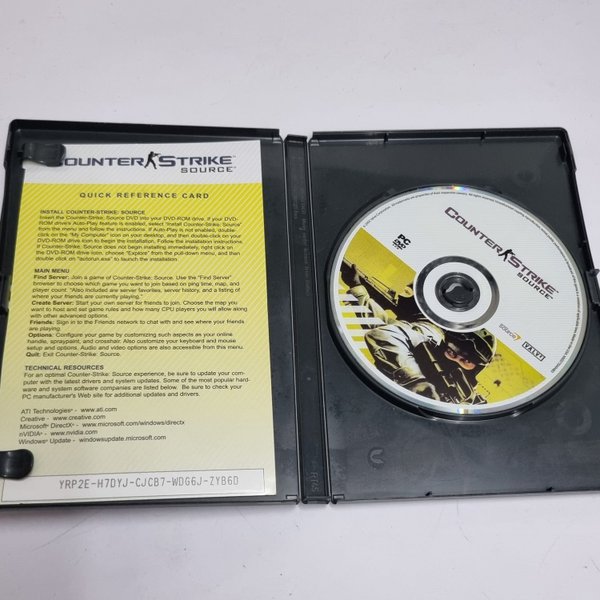 COUNTER STRIKE™
SOURCE™
QUICK REFERENCE CARD
INSTALL COUNTER-STRIKE: SOURCE
Insert the Counter-Strike: Source DVD into your DVD-ROM drive. If your DVD-
ROM drive's Auto-Play feature is enabled, select "Install Counter-Strike: Source"
from the menu and follow the instructions. If Auto-Play is not enabled, double-
click on the "My Computer" icon on your desktop, and then double-click on your
DVD-ROM drive icon to begin the installation. Follow the installation instructions.
If Counter-Strike: Source does not begin installing immediately, right click on
the DVD-ROM drive icon, choose "Explore" from the pull-down menu, and then
double click on "autorun.exe" to launch the installation.
MAIN MENU
Find Server: Join a game of Counter-Strike: Source. Use the "Find Server"
browser to choose which game you want to join based on ping time, map, and
player count. *Also included are server favorites, history, and a listing of
where your friends are currently playing.*
Create Server: Start your own server for friends to join. Choose the map you
want to host and set game rules and how many CPU players you will allow along
with other advanced options.
Friends: Sign in to the Friends network to chat with and see where your friends
are playing.
Options: Configure your game by customizing such aspects as your online
handle, spraypaint, and crosshair. Also customize your keyboard and mouse
setup and options. Audio and video options are also accessible from this menu.
Quit: Exit Counter-Strike: Source.
TECHNICAL RESOURCES
For an optimal Counter-Strike: Source experience, be sure to update your com-
puter with the latest drivers and system updates. Some of the most popular hard-
ware and system software companies are listed below. Be sure to check your
PC manufacturer's Web site for additional updates and drivers.
ATI Technologies® - www.ati.com
Creative - www.creative.com
Microsoft® DirectX® - www.microsoft.com/windows/directx
nVIDIA® - www.nvidia.com
Windows® Update - windowsupdate.microsoft.com
YRP2E-H7DYJ-CJCB7-WDG6J-ZYB6D
COUNTER STRIKE™
SOURCE™
PC
VALVE